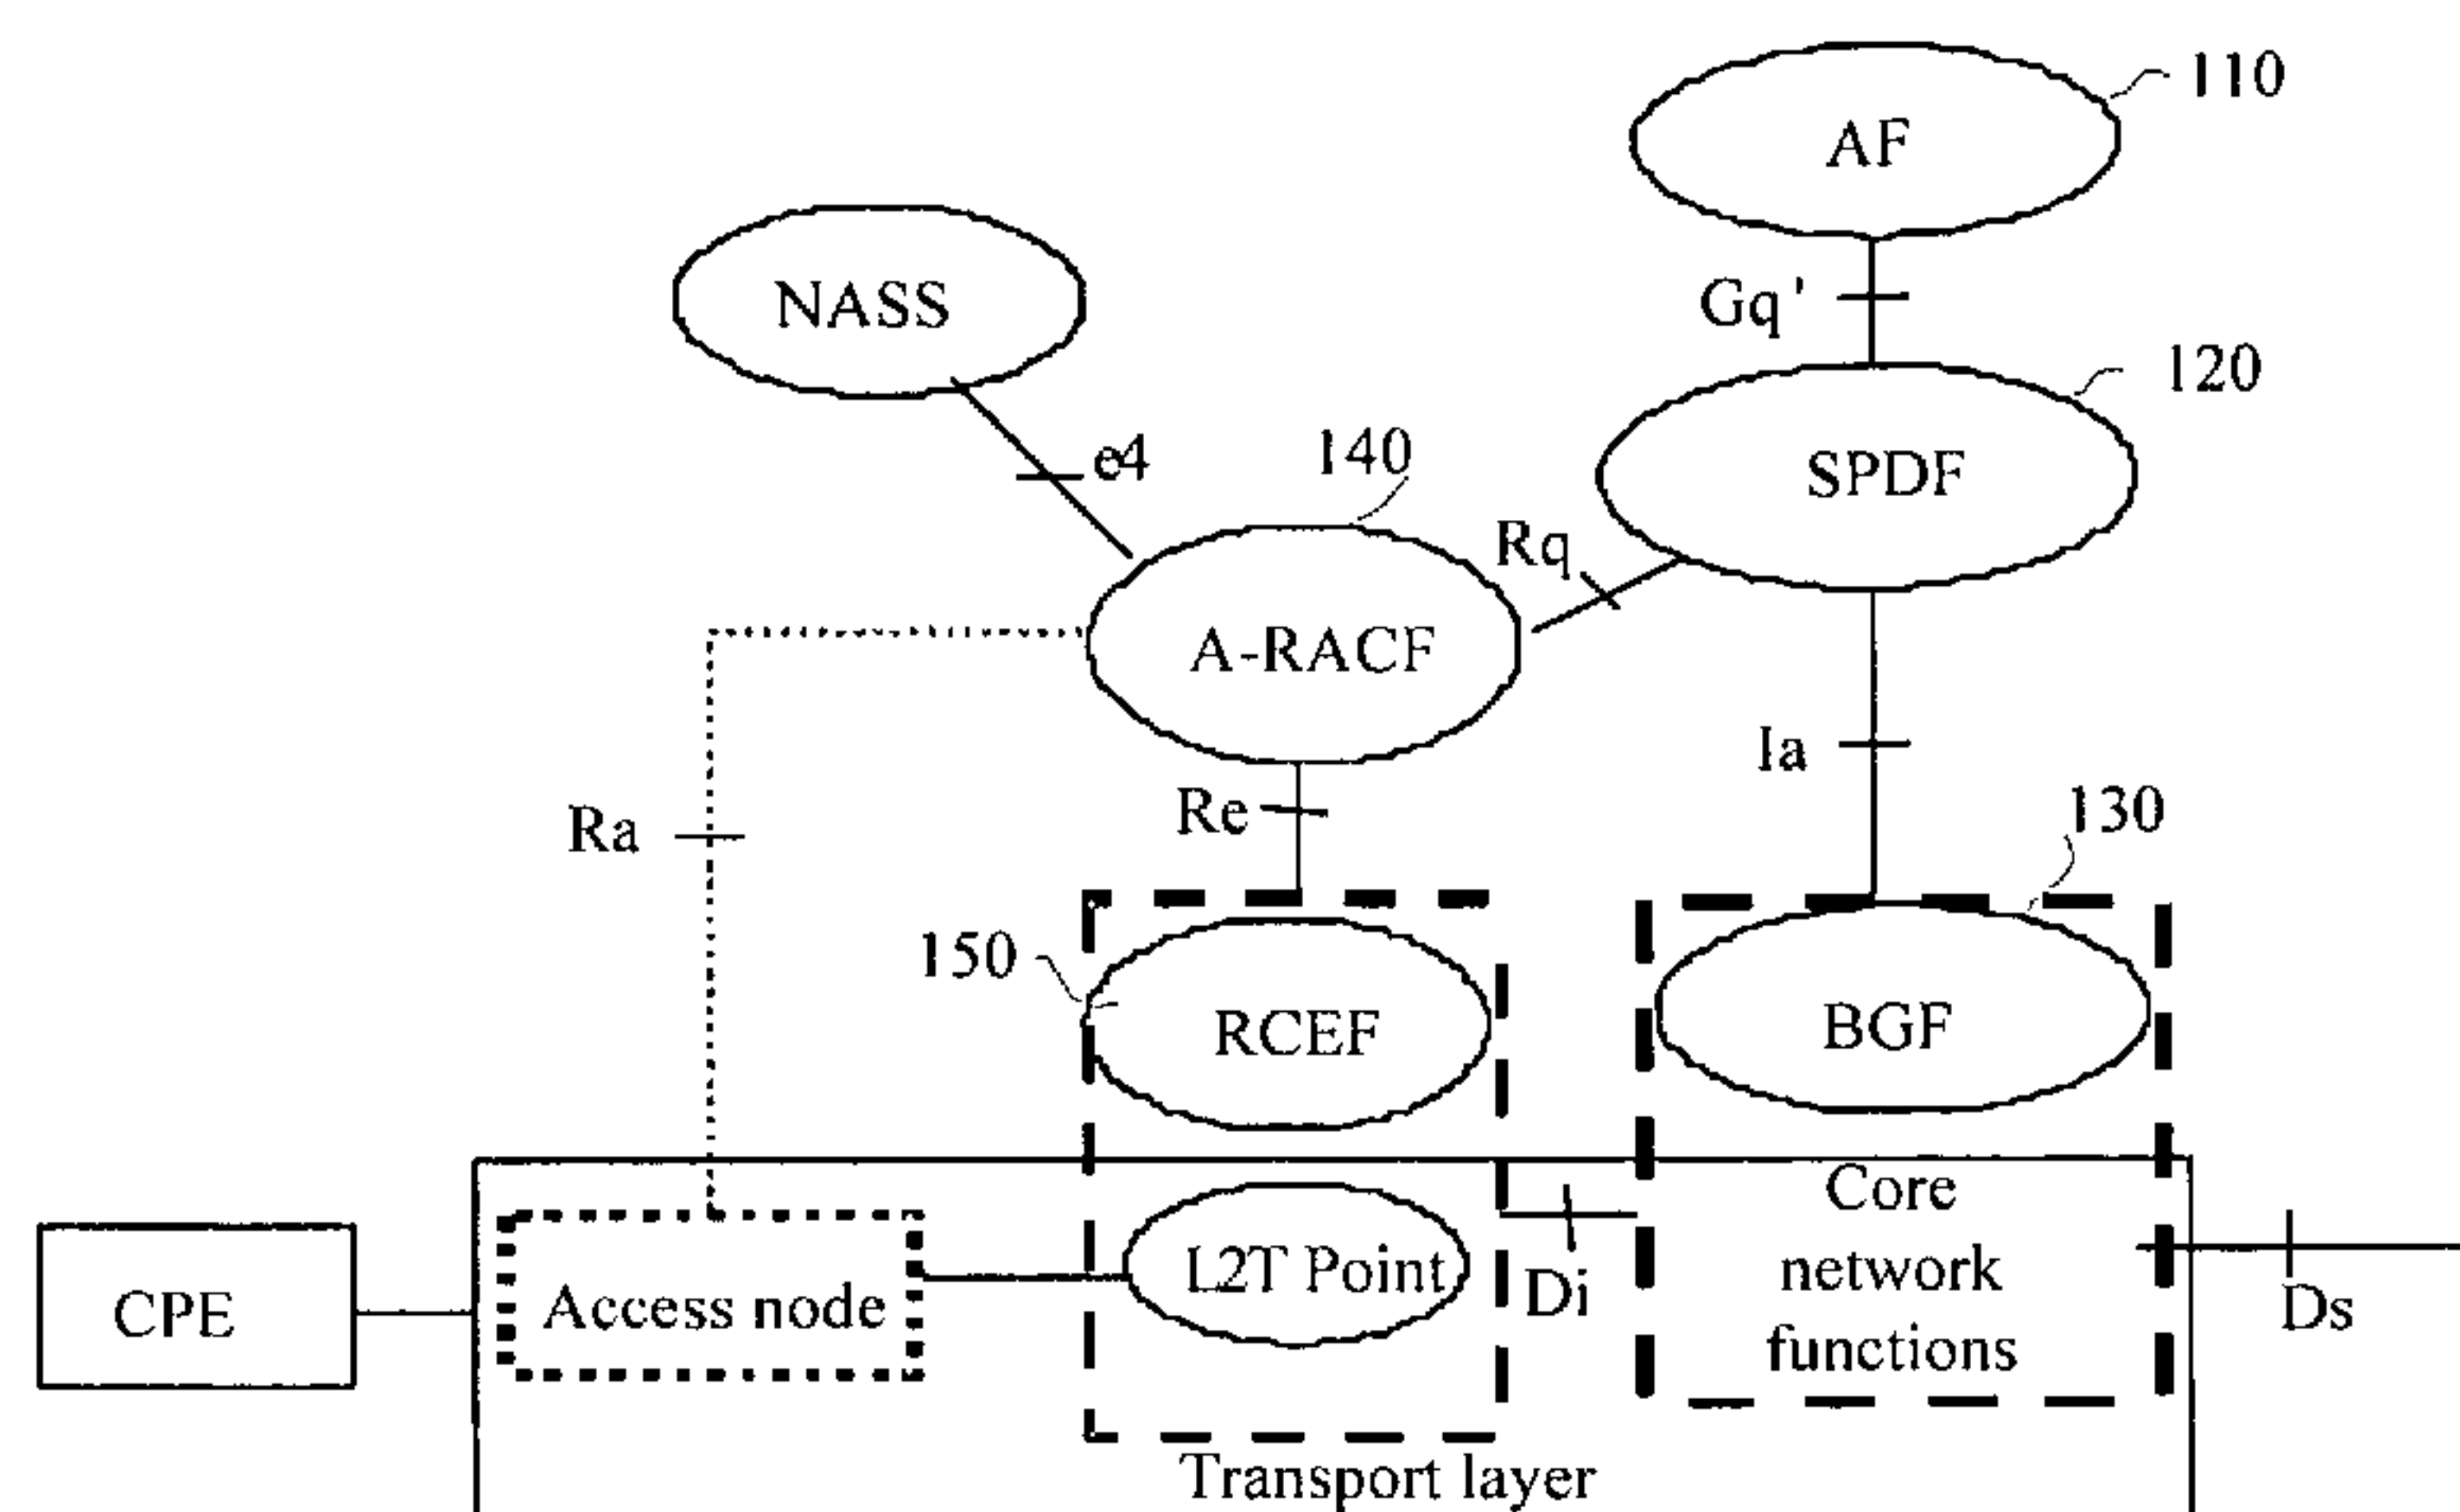 110
AF
NASS
Gq'
120
e4
140
SPDF
Rq
A-RACF
Ia
Re
130
Ra
150
RCEF
BGF
Core
network
functions
L2T Point
Di
Access node
CPE
Ds
Transport layer